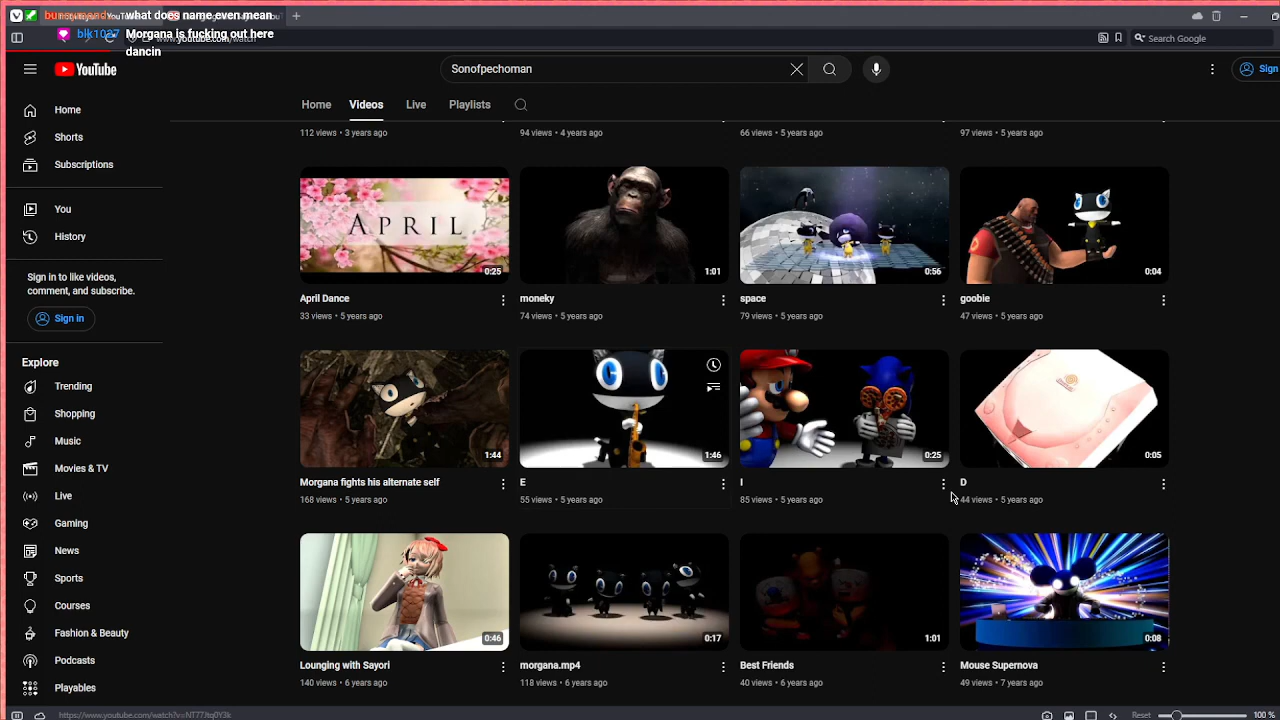 bunnymandy what does name even mean
blk1027 Morgana is fucking out here
dancin
www.youtube.com/watch
Search Google
YouTube
Sonofpechoman
Sign
Home
Videos
Live
Playlists
112 views • 3 years ago
94 views • 4 years ago
66 views • 5 years ago
97 views • 5 years ago
Home
Shorts
Subscriptions
You
History
Sign in to like videos,
comment, and subscribe.
Sign in
Explore
Trending
Shopping
Music
Movies & TV
Live
Gaming
News
Sports
Courses
Fashion & Beauty
Podcasts
Playables
APRIL
0:25
1:01
0:56
0:04
April Dance
moneky
space
goobie
33 views • 5 years ago
74 views • 5 years ago
79 views • 5 years ago
47 views • 5 years ago
1:44
1:46
0:25
0:05
Morgana fights his alternate self
E
I
D
168 views • 5 years ago
55 views • 5 years ago
85 views • 5 years ago
44 views • 5 years ago
0:46
0:17
1:01
0:08
Lounging with Sayori
morgana.mp4
Best Friends
Mouse Supernova
140 views • 6 years ago
118 views • 6 years ago
40 views • 6 years ago
49 views • 7 years ago
Reset
100 %